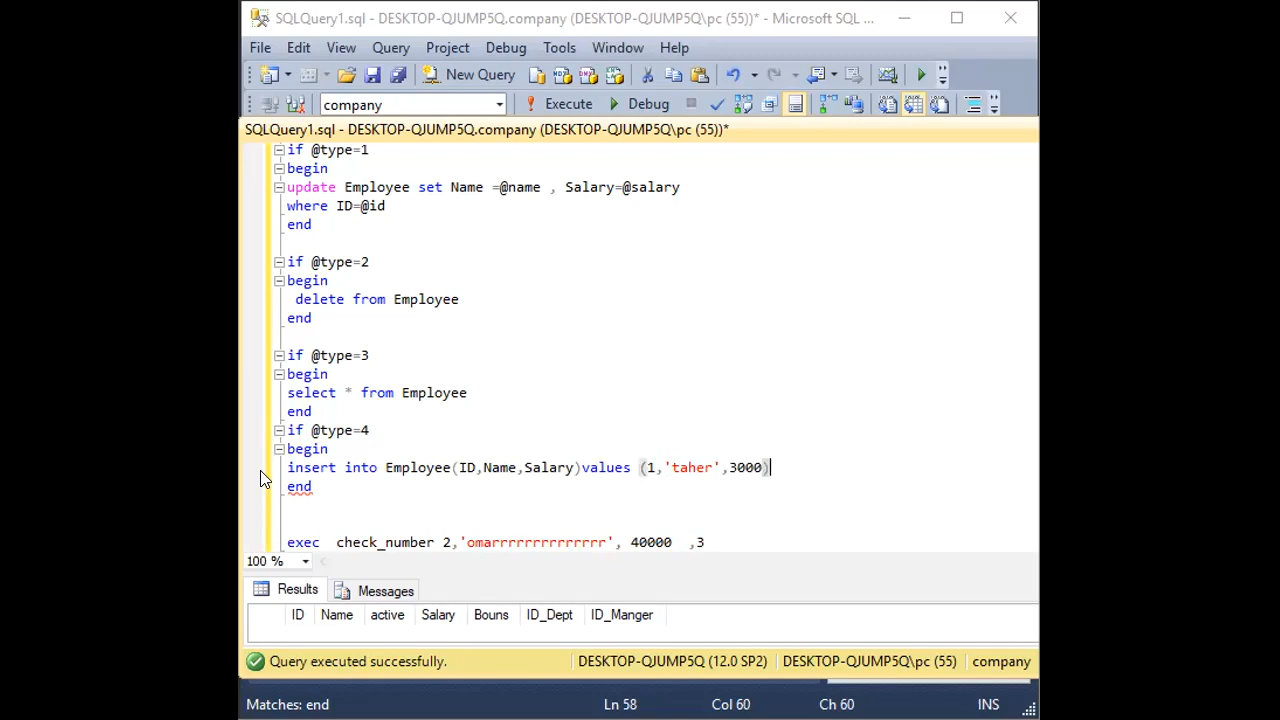 SQLQuery1.sql - DESKTOP-QJUMP5Q.company (DESKTOP-QJUMP5Q\pc (55))* - Microsoft SQL ...
File Edit View Query Project Debug Tools Window Help
New Query
company Execute Debug
SQLQuery1.sql - DESKTOP-QJUMP5Q.company (DESKTOP-QJUMP5Q\pc (55))*
if @type=1
begin
update Employee set Name =@name , Salary=@salary
where ID=@id
end
if @type=2
begin
delete from Employee
end
if @type=3
begin
select * from Employee
end
if @type=4
begin
insert into Employee(ID,Name,Salary)values (1,'taher',3000)
end
exec check_number 2,'omarrrrrrrrrrrrrr', 40000 ,3
100 %
Results Messages
ID Name active Salary Bouns ID_Dept ID_Manger
Query executed successfully. DESKTOP-QJUMP5Q (12.0 SP2) DESKTOP-QJUMP5Q\pc (55) company
Matches: end Ln 58 Col 60 Ch 60 INS